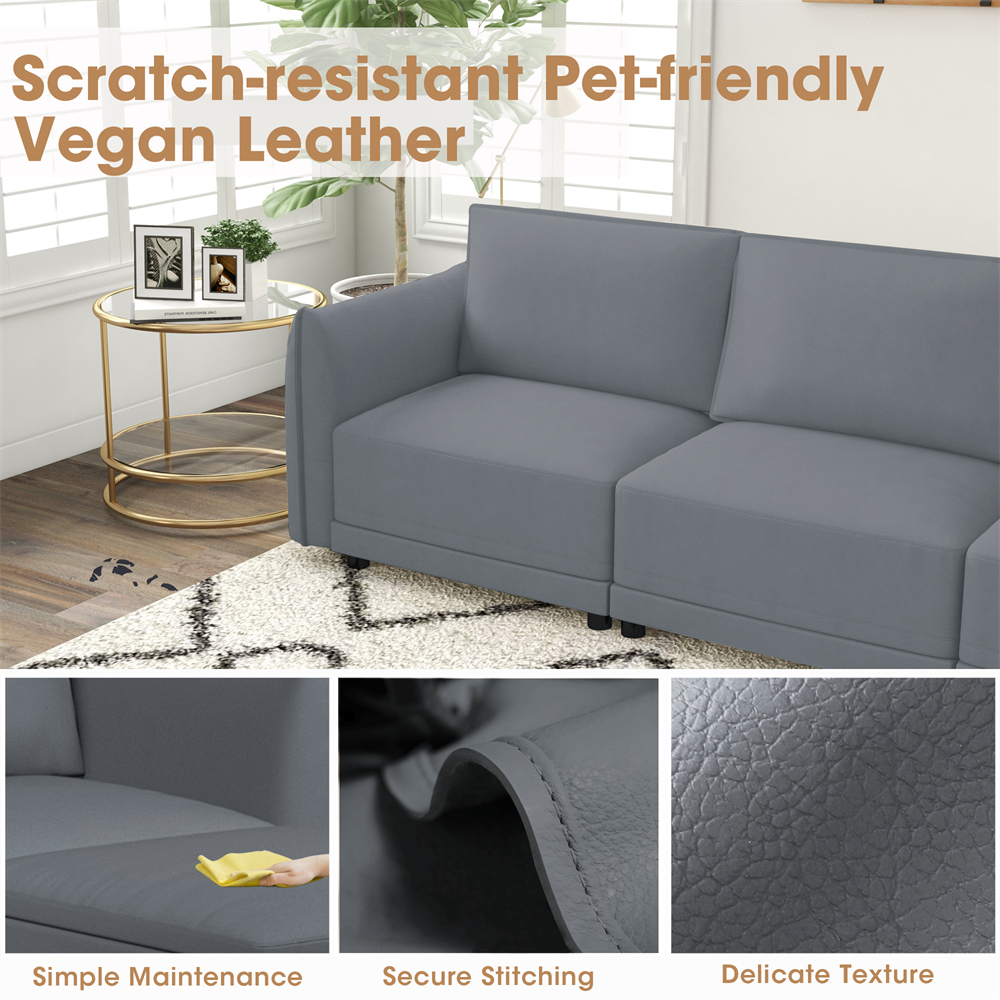 Scratch-resistant Pet-friendly
Vegan Leather
Simple Maintenance
Secure Stitching
Delicate Texture